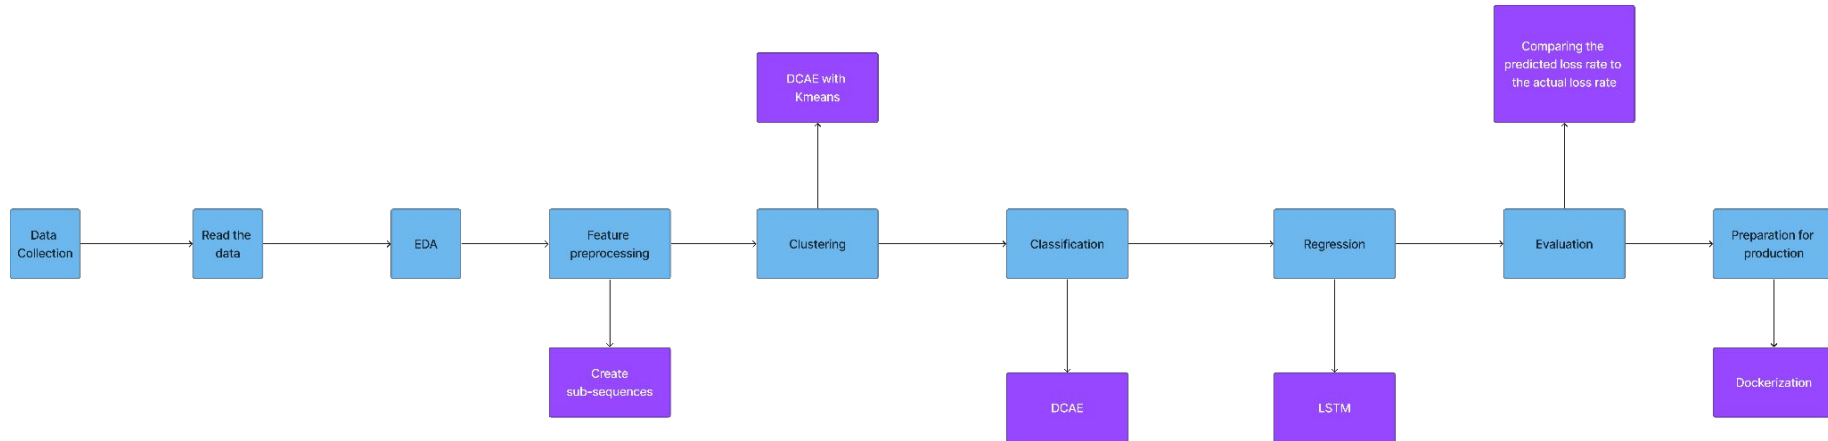 Comparing the
predicted loss rate to
the actual loss rate
DCAE with
Kmeans
Data
Collection
Read the
data
EDA
Feature
preprocessing
Clustering
Classification
Regression
Evaluation
Preparation for
production
Create
sub-sequences
DCAE
LSTM
Dockerization